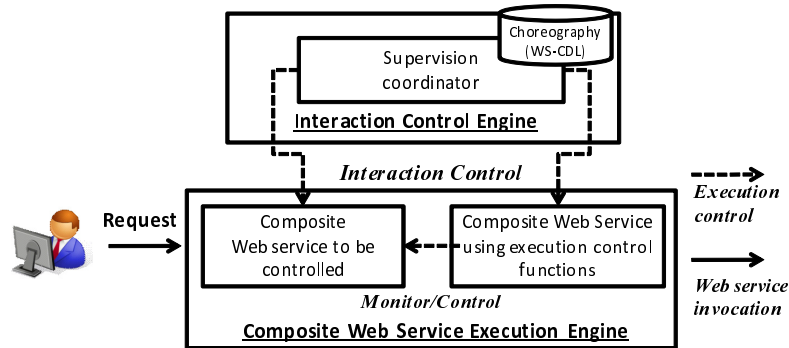 Choreography
(WS-CDL)
Supervision
coordinator
Interaction Control Engine
Interaction Control
Execution
control
Request
Composite
Web service to be
controlled
Composite Web Service
using execution control
functions
Web service
invocation
Monitor/Control
Composite Web Service Execution Engine